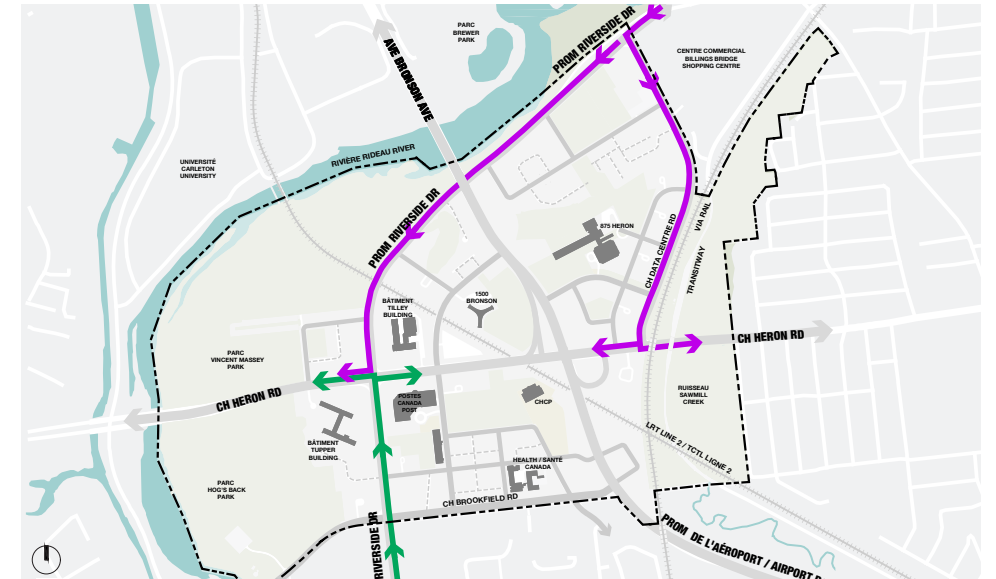 PARC
BREWER
PARK
PROM RIVERSIDE DR
AVE BRONSON AVE
CENTRE COMMERCIAL
BILLINGS BRIDGE
SHOPPING CENTRE
UNIVERSITÉ
CARLETON
UNIVERSITY
RIVIÈRE RIDEAU RIVER
PROM RIVERSIDE DR
875 HERON
CH DATA CENTRE RD
VIA RAIL
TRANSITWAY
BÂTIMENT
TILLEY
BUILDING
1500
BRONSON
PARC
VINCENT MASSEY
PARK
CH HERON RD
CH HERON RD
POSTES
CANADA
POST
CHCP
RUISSEAU
SAWMILL
CREEK
BÂTIMENT
TUPPER
BUILDING
LRT LINE 2 / TCTL LIGNE 2
HEALTH / SANTÉ
CANADA
PARC
HOG'S BACK
PARK
CH BROOKFIELD RD
RIVERSIDE DR
PROM DE L'AÉROPORT / AIRPORT